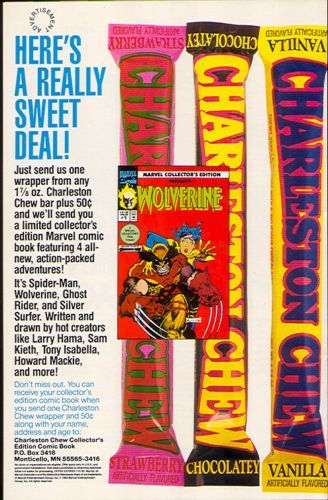 ADVERTISEMENT
HERE'S
A REALLY
SWEET
DEAL!
Just send us one
wrapper from any
1⅞ oz. Charleston
Chew bar plus 50¢
and we'll send you
a limited collector's
edition Marvel comic
book featuring 4 all-
new, action-packed
adventures!
It's Spider-Man,
Wolverine, Ghost
Rider, and Silver
Surfer. Written and
drawn by hot creators
like Larry Hama, Sam
Kieth, Tony Isabella,
Howard Mackie,
and more!
Don't miss out. You can
receive your collector's
edition comic book when
you send one Charleston
Chew wrapper and 50¢
along with your name,
address and age to:
Charleston Chew Collector's
Edition Comic Book
P.O. Box 3416
Monticello, MN 55565-3416
STRAWBERRY
ARTIFICIALLY FLAVORED
CHARLESTON CHEW
STRAWBERRY
ARTIFICIALLY FLAVORED
CHOCOLATEY
CHARLESTON CHEW
CHOCOLATEY
VANILLA
ARTIFICIALLY FLAVORED
CHARLESTON CHEW
VANILLA
ARTIFICIALLY FLAVORED
MARVEL COLLECTOR'S EDITION
PRESENTS:
WOLVERINE